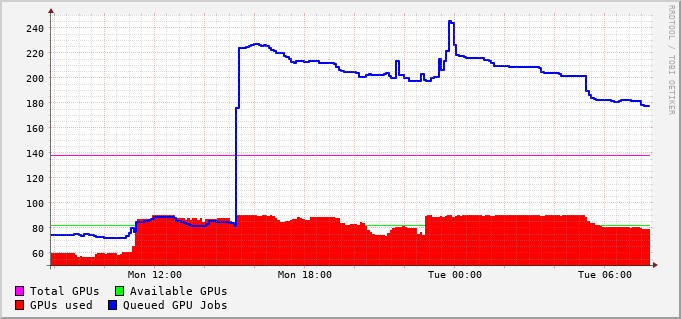 240
220
200
180
160
140
120
100
80
60
Mon 12:00 Mon 18:00 Tue 00:00 Tue 06:00
Total GPUs Available GPUs
GPUs used Queued GPU Jobs
RRDTOOL / TOBI OETIKER